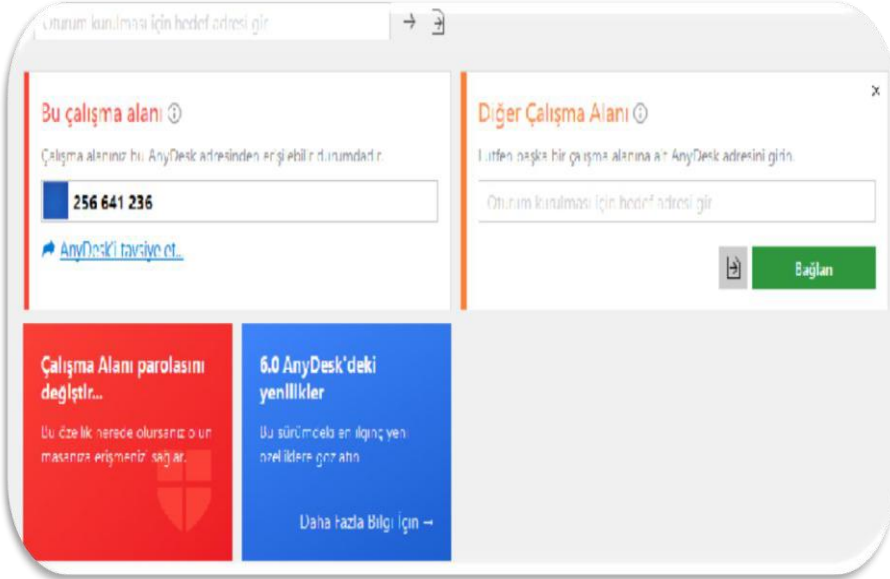 Oturum kurulması için hedef adresi gir
Bu çalışma alanı
Çalışma alanınız bu AnyDesk adresinden erişilebilir durumdadır.
256 641 236
AnyDesk'i tavsiye et...
Diğer Çalışma Alanı
Lütfen başka bir çalışma alanına ait AnyDesk adresini girin.
Oturum kurulması için hedef adresi gir
Bağlan
Çalışma Alanı parolasını
değiştir...
Bu özellik nerede olursanız olun
masanıza erişmenizi sağlar.
6.0 AnyDesk'deki
yenilikler
Bu sürümdeki en ilginç yeni
özelliklere göz atın
Daha Fazla Bilgi İçin →